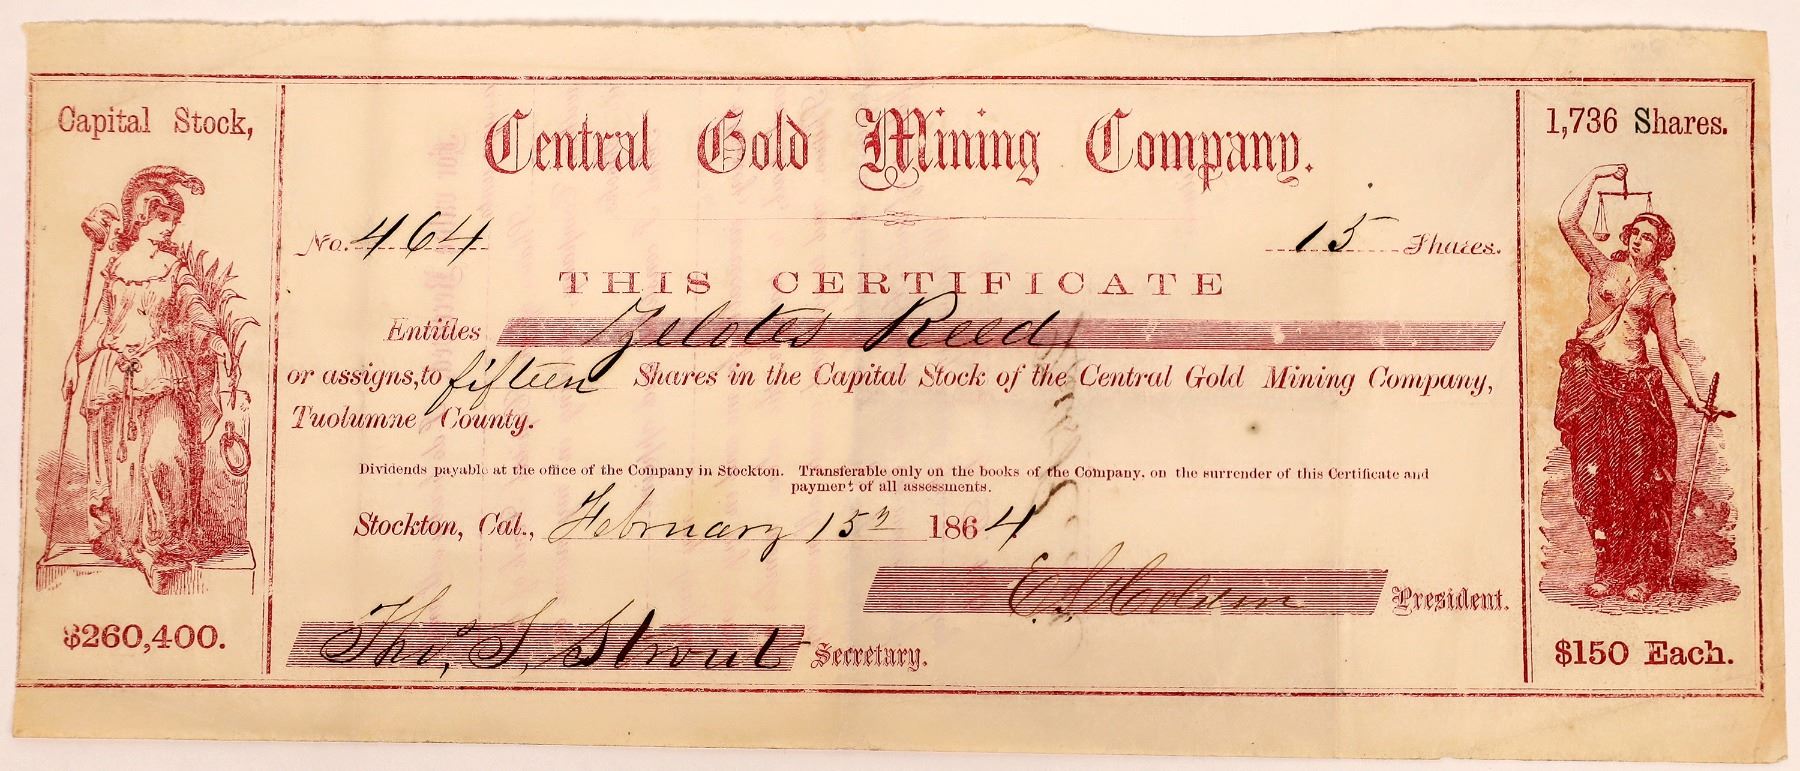 Capital Stock,
$260,400.
Central Gold Mining Company.
No. 464
15 Shares.
THIS CERTIFICATE
Entitles Zelotes Reed
or assigns, to fifteen Shares in the Capital Stock of the Central Gold Mining Company,
Tuolumne County.
Dividends payable at the office of the Company in Stockton. Transferable only on the books of the Company, on the surrender of this Certificate and
payment of all assessments.
Stockton, Cal., February 15th 1864
E. S. Holden President.
Thos. S. Strout Secretary.
1,736 Shares.
$150 Each.